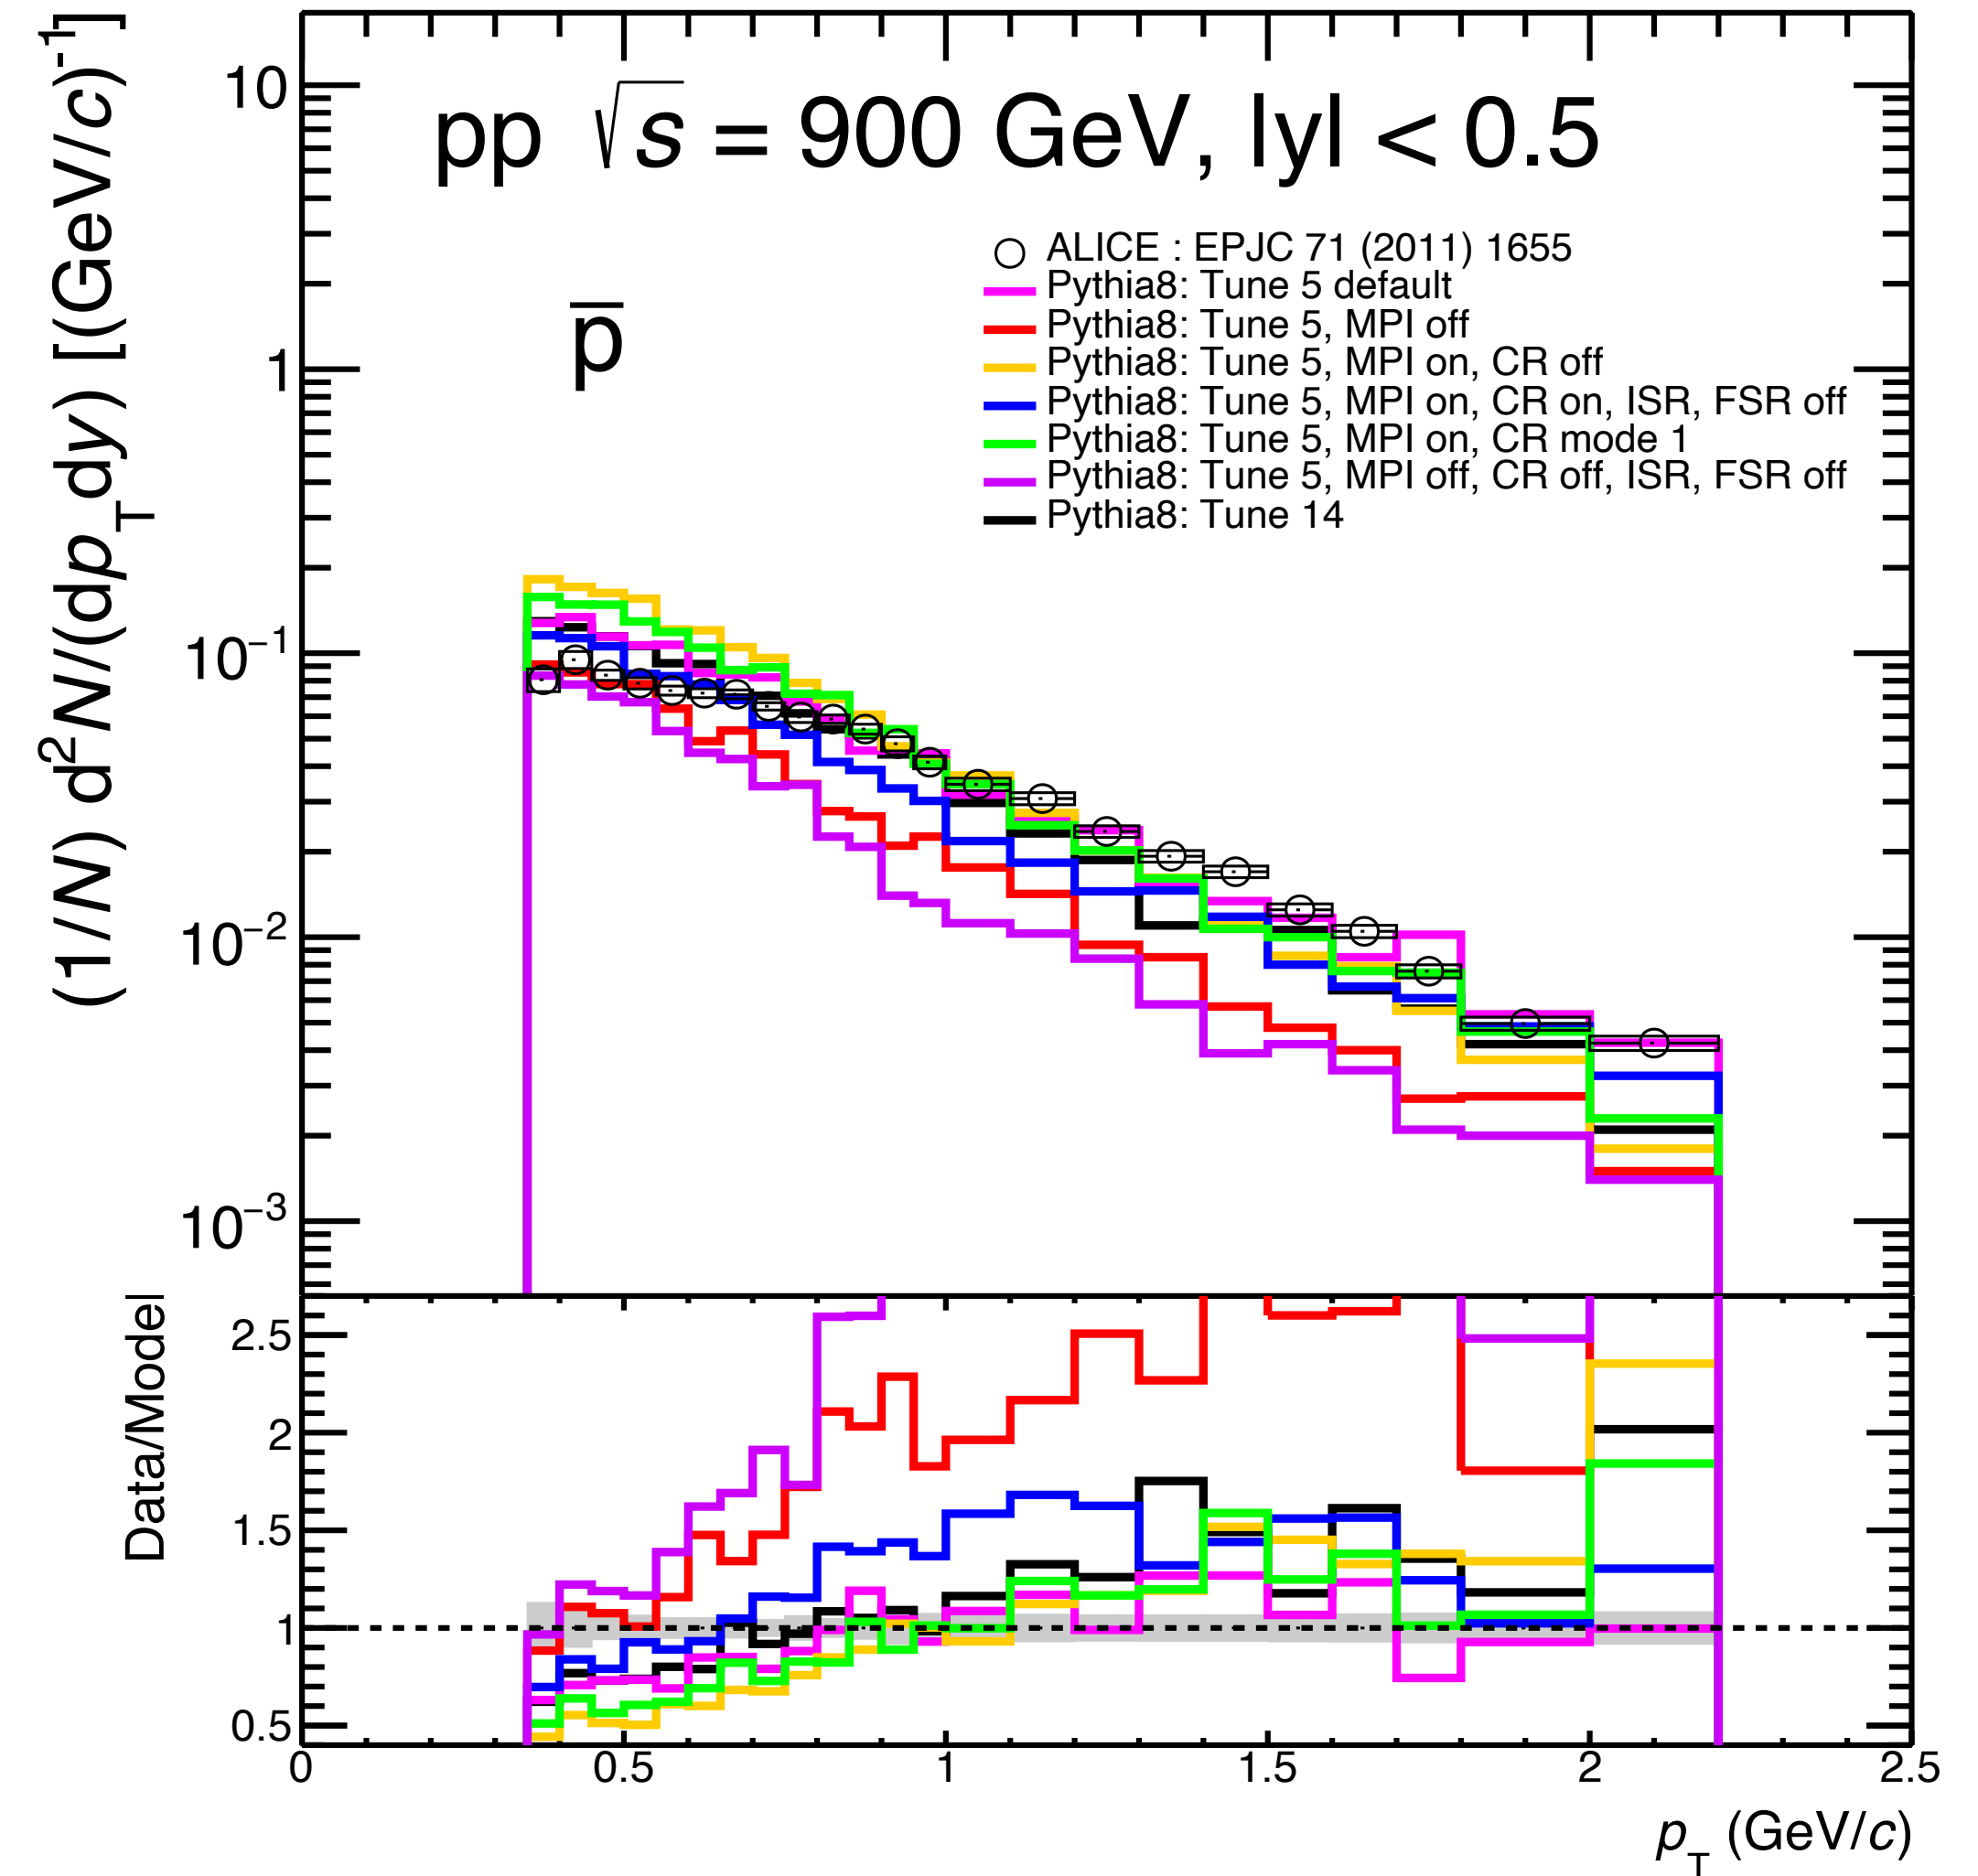 (1/N) d²N/(dp_T dy) [(GeV/c)⁻¹]
10
1
10⁻¹
10⁻²
10⁻³
pp √s = 900 GeV, |y| < 0.5
p̅
ALICE : EPJC 71 (2011) 1655
Pythia8: Tune 5 default
Pythia8: Tune 5, MPI off
Pythia8: Tune 5, MPI on, CR off
Pythia8: Tune 5, MPI on, CR on, ISR, FSR off
Pythia8: Tune 5, MPI on, CR mode 1
Pythia8: Tune 5, MPI off, CR off, ISR, FSR off
Pythia8: Tune 14
Data/Model
2.5
2
1.5
1
0.5
0 0.5 1 1.5 2 2.5
p_T (GeV/c)